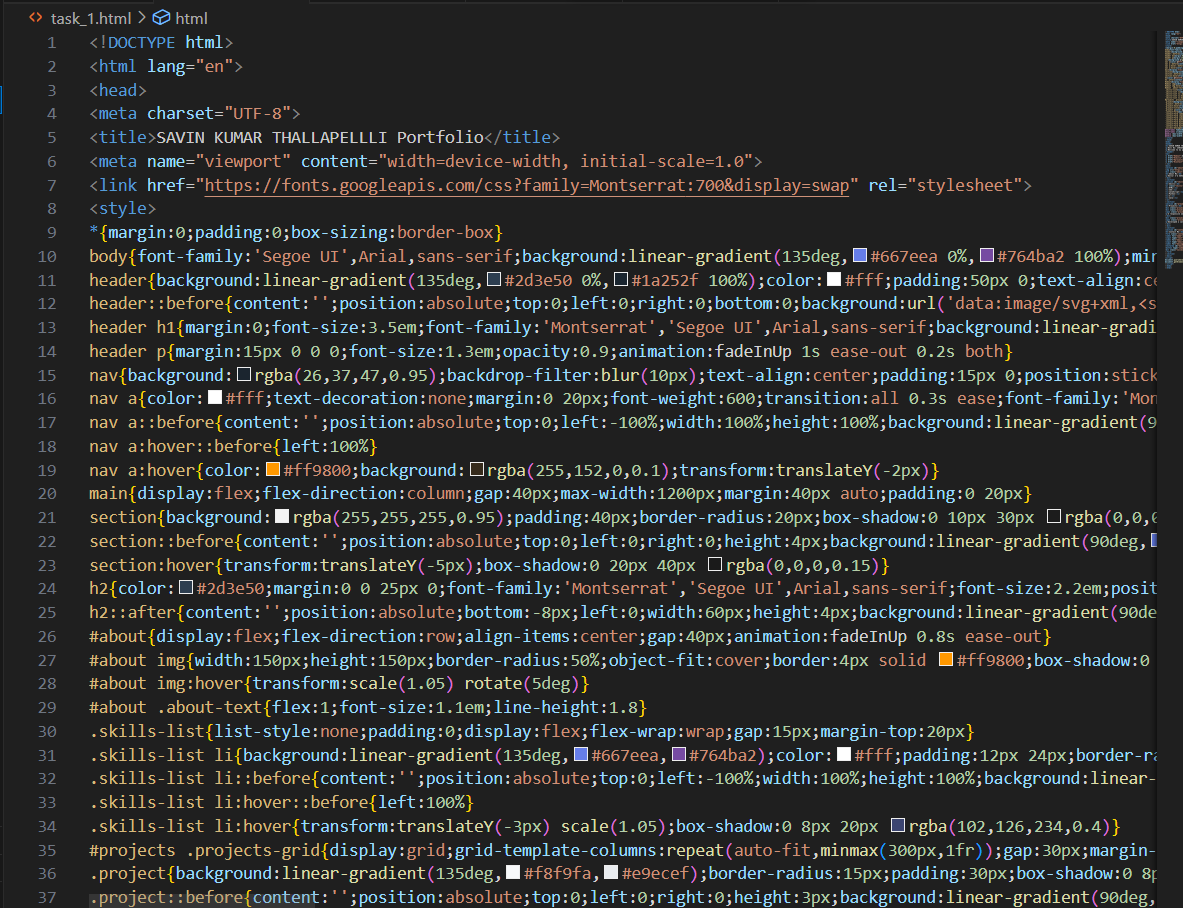 task_1.html > html
1 <!DOCTYPE html>
2 <html lang="en">
3 <head>
4 <meta charset="UTF-8">
5 <title>SAVIN KUMAR THALLAPELLLI Portfolio</title>
6 <meta name="viewport" content="width=device-width, initial-scale=1.0">
7 <link href="https://fonts.googleapis.com/css?family=Montserrat:700&display=swap" rel="stylesheet">
8 <style>
9 *{margin:0;padding:0;box-sizing:border-box}
10 body{font-family:'Segoe UI',Arial,sans-serif;background:linear-gradient(135deg,#667eea 0%,#764ba2 100%);min
11 header{background:linear-gradient(135deg,#2d3e50 0%,#1a252f 100%);color:#fff;padding:50px 0;text-align:ce
12 header::before{content:'';position:absolute;top:0;left:0;right:0;bottom:0;background:url('data:image/svg+xml,<s
13 header h1{margin:0;font-size:3.5em;font-family:'Montserrat','Segoe UI',Arial,sans-serif;background:linear-gradi
14 header p{margin:15px 0 0 0;font-size:1.3em;opacity:0.9;animation:fadeInUp 1s ease-out 0.2s both}
15 nav{background:rgba(26,37,47,0.95);backdrop-filter:blur(10px);text-align:center;padding:15px 0;position:stick
16 nav a{color:#fff;text-decoration:none;margin:0 20px;font-weight:600;transition:all 0.3s ease;font-family:'Mon
17 nav a::before{content:'';position:absolute;top:0;left:-100%;width:100%;height:100%;background:linear-gradient(9
18 nav a:hover::before{left:100%}
19 nav a:hover{color:#ff9800;background:rgba(255,152,0,0.1);transform:translateY(-2px)}
20 main{display:flex;flex-direction:column;gap:40px;max-width:1200px;margin:40px auto;padding:0 20px}
21 section{background:rgba(255,255,255,0.95);padding:40px;border-radius:20px;box-shadow:0 10px 30px rgba(0,0,0
22 section::before{content:'';position:absolute;top:0;left:0;right:0;height:4px;background:linear-gradient(90deg,
23 section:hover{transform:translateY(-5px);box-shadow:0 20px 40px rgba(0,0,0,0.15)}
24 h2{color:#2d3e50;margin:0 0 25px 0;font-family:'Montserrat','Segoe UI',Arial,sans-serif;font-size:2.2em;posit
25 h2::after{content:'';position:absolute;bottom:-8px;left:0;width:60px;height:4px;background:linear-gradient(90de
26 #about{display:flex;flex-direction:row;align-items:center;gap:40px;animation:fadeInUp 0.8s ease-out}
27 #about img{width:150px;height:150px;border-radius:50%;object-fit:cover;border:4px solid #ff9800;box-shadow:0
28 #about img:hover{transform:scale(1.05) rotate(5deg)}
29 #about .about-text{flex:1;font-size:1.1em;line-height:1.8}
30 .skills-list{list-style:none;padding:0;display:flex;flex-wrap:wrap;gap:15px;margin-top:20px}
31 .skills-list li{background:linear-gradient(135deg,#667eea,#764ba2);color:#fff;padding:12px 24px;border-ra
32 .skills-list li::before{content:'';position:absolute;top:0;left:-100%;width:100%;height:100%;background:linear-
33 .skills-list li:hover::before{left:100%}
34 .skills-list li:hover{transform:translateY(-3px) scale(1.05);box-shadow:0 8px 20px rgba(102,126,234,0.4)}
35 #projects .projects-grid{display:grid;grid-template-columns:repeat(auto-fit,minmax(300px,1fr));gap:30px;margin-
36 .project{background:linear-gradient(135deg,#f8f9fa,#e9ecef);border-radius:15px;padding:30px;box-shadow:0 8p
37 .project::before{content:'';position:absolute;top:0;left:0;right:0;height:3px;background:linear-gradient(90deg,